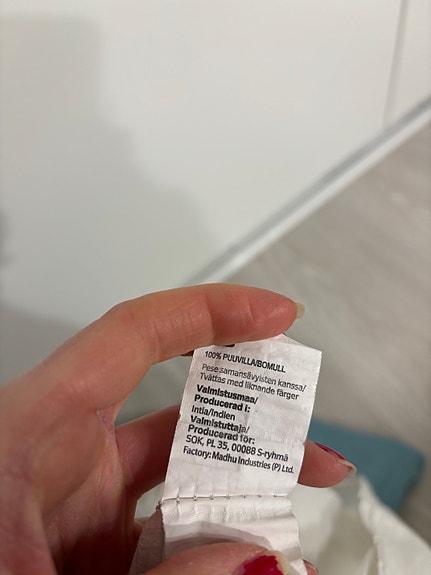 100% PUUVILLA/BOMULL
Pese samansävyisten kanssa/
Tvättas med liknande färger
Valmistusmaa/
Producerad i:
Intia/Indien
Valmistuttaja/
Producerad för:
SOK, PL 35, 00088 S-ryhmä
Factory: Madhu Industries (P) Ltd.